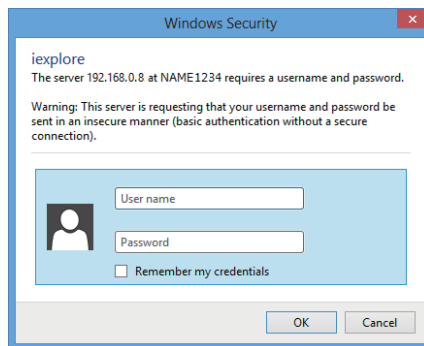 Windows Security
iexplore
The server 192.168.0.8 at NAME1234 requires a username and password.
Warning: This server is requesting that your username and password be
sent in an insecure manner (basic authentication without a secure
connection).
User name
Password
Remember my credentials
OK Cancel